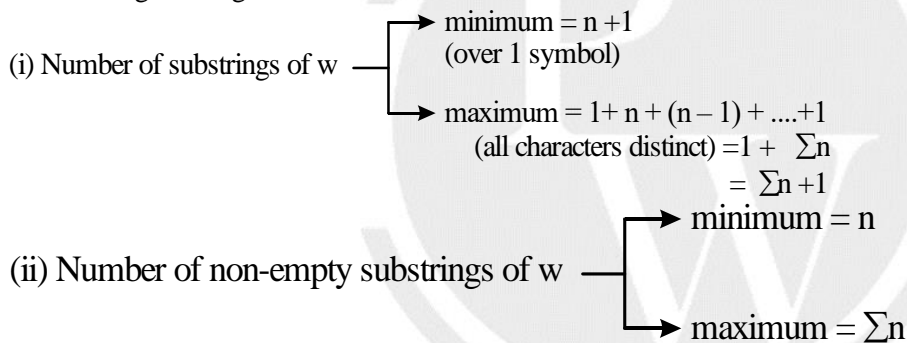 minimum = n +1
(i) Number of substrings of w
(over 1 symbol)
maximum = 1+ n + (n – 1) + ....+1
(all characters distinct) =1 + ∑n
= ∑n +1
minimum = n
(ii) Number of non-empty substrings of w
maximum = ∑n